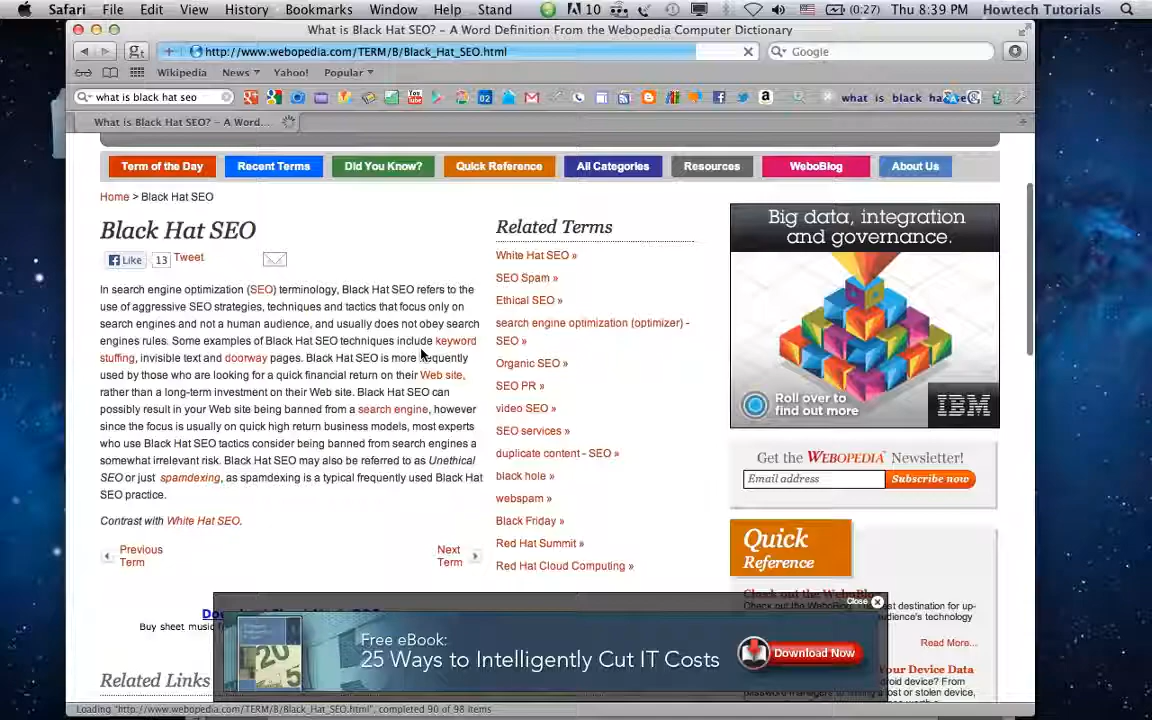 Safari File Edit View History Bookmarks Window Help Stand 10 (0:27) Thu 8:39 PM Howtech Tutorials
What is Black Hat SEO? – A Word Definition From the Webopedia Computer Dictionary
http://www.webopedia.com/TERM/B/Black_Hat_SEO.html
Google
Wikipedia News Yahoo! Popular
what is black hat seo
what is black
What is Black Hat SEO? – A Word...
Term of the Day Recent Terms Did You Know? Quick Reference All Categories Resources WeboBlog About Us
Home > Black Hat SEO
Black Hat SEO
Like 13 Tweet
In search engine optimization (SEO) terminology, Black Hat SEO refers to the
use of aggressive SEO strategies, techniques and tactics that focus only on
search engines and not a human audience, and usually does not obey search
engines rules. Some examples of Black Hat SEO techniques include keyword
stuffing, invisible text and doorway pages. Black Hat SEO is more frequently
used by those who are looking for a quick financial return on their Web site,
rather than a long-term investment on their Web site. Black Hat SEO can
possibly result in your Web site being banned from a search engine, however
since the focus is usually on quick high return business models, most experts
who use Black Hat SEO tactics consider being banned from search engines a
somewhat irrelevant risk. Black Hat SEO may also be referred to as Unethical
SEO or just spamdexing, as spamdexing is a typical frequently used Black Hat
SEO practice.
Contrast with White Hat SEO.
Previous
Term
Next
Term
Related Terms
White Hat SEO »
SEO Spam »
Ethical SEO »
search engine optimization (optimizer) -
SEO »
Organic SEO »
SEO PR »
video SEO »
SEO services »
duplicate content - SEO »
black hole »
webspam »
Black Friday »
Red Hat Summit »
Red Hat Cloud Computing »
Big data, integration
and governance.
Roll over to
find out more
IBM
Get the WEBOPEDIA Newsletter!
Email address Subscribe now
Quick
Reference
Check out the
audience's technology
Read More...
Your Device Data
droid device? From
Buy sheet music
Related Links
Close
Free eBook:
25 Ways to Intelligently Cut IT Costs
Download Now
Loading "http://www.webopedia.com/TERM/B/Black_Hat_SEO.html", completed 90 of 98 items